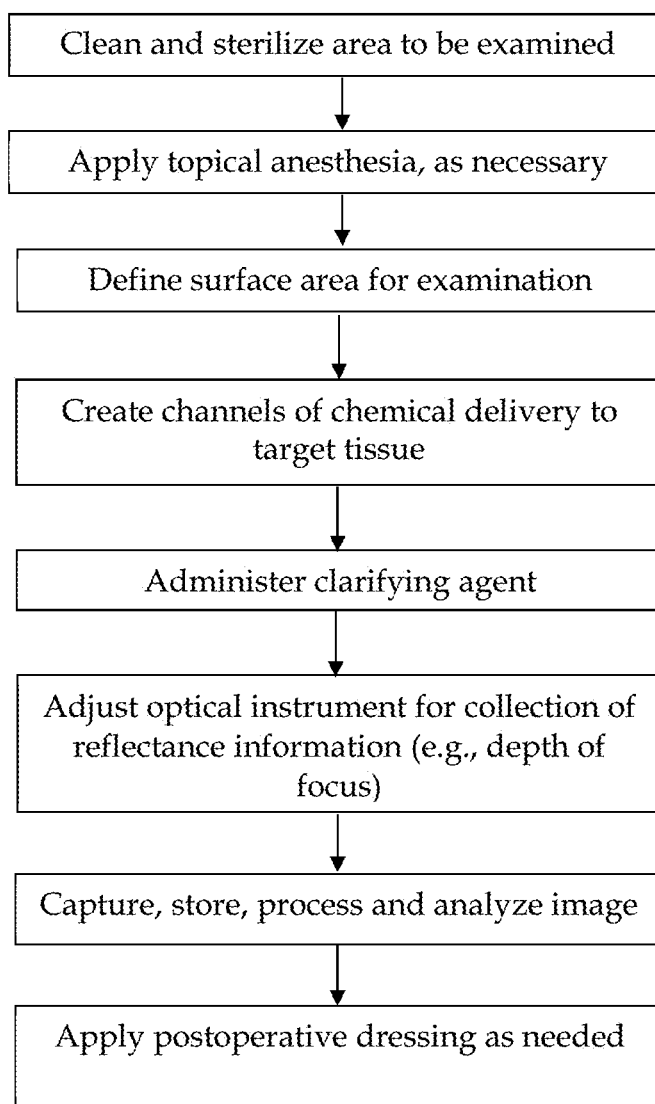 Clean and sterilize area to be examined
Apply topical anesthesia, as necessary
Define surface area for examination
Create channels of chemical delivery to
target tissue
Administer clarifying agent
Adjust optical instrument for collection of
reflectance information (e.g., depth of
focus)
Capture, store, process and analyze image
Apply postoperative dressing as needed